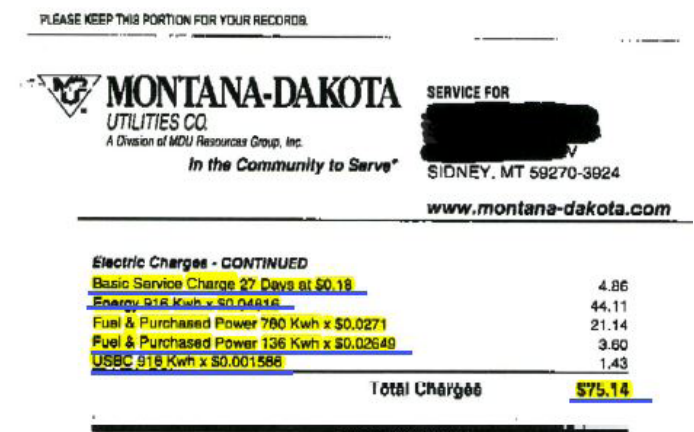 PLEASE KEEP THIS PORTION FOR YOUR RECORDS.
MONTANA-DAKOTA
UTILITIES CO.
A Division of MDU Resources Group, Inc.
In the Community to Serve®
SERVICE FOR
SIDNEY, MT 59270-3924
www.montana-dakota.com
Electric Charges - CONTINUED
Basic Service Charge 27 Days at $0.18 4.86
Energy 916 Kwh x $0.04816 44.11
Fuel & Purchased Power 780 Kwh x $0.0271 21.14
Fuel & Purchased Power 136 Kwh x $0.02649 3.60
USBC 916 Kwh x $0.001566 1.43
Total Charges $75.14